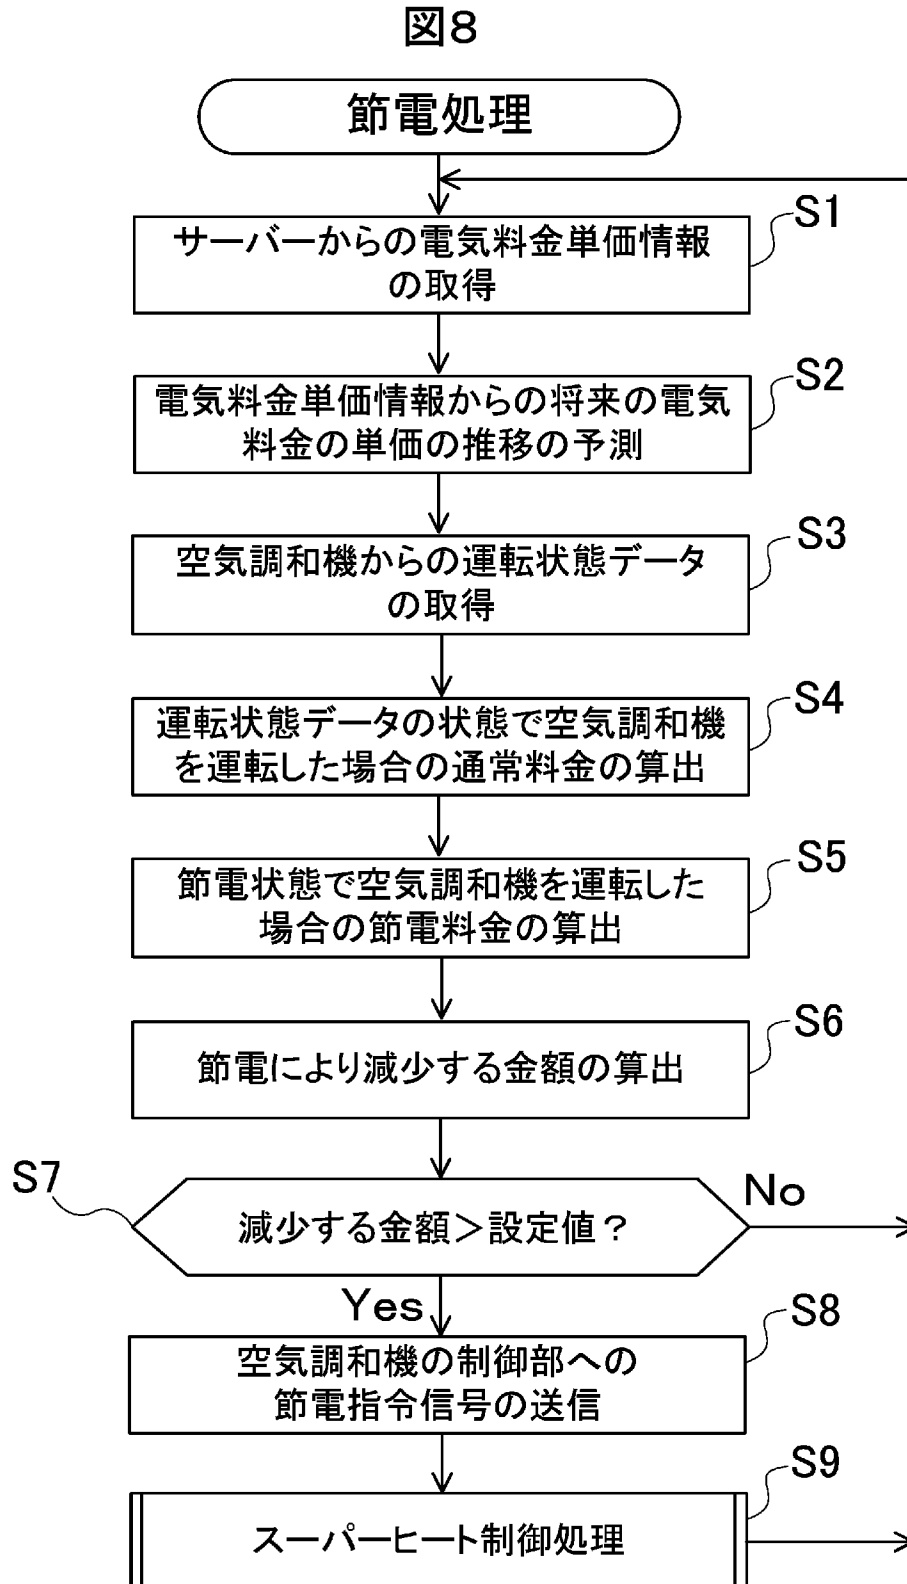 図8
節電処理
S1
サーバーからの電気料金単価情報
の取得
S2
電気料金単価情報からの将来の電気
料金の単価の推移の予測
S3
空気調和機からの運転状態データ
の取得
S4
運転状態データの状態で空気調和機
を運転した場合の通常料金の算出
S5
節電状態で空気調和機を運転した
場合の節電料金の算出
S6
節電により減少する金額の算出
S7
減少する金額＞設定値？
No
Yes
S8
空気調和機の制御部への
節電指令信号の送信
S9
スーパーヒート制御処理